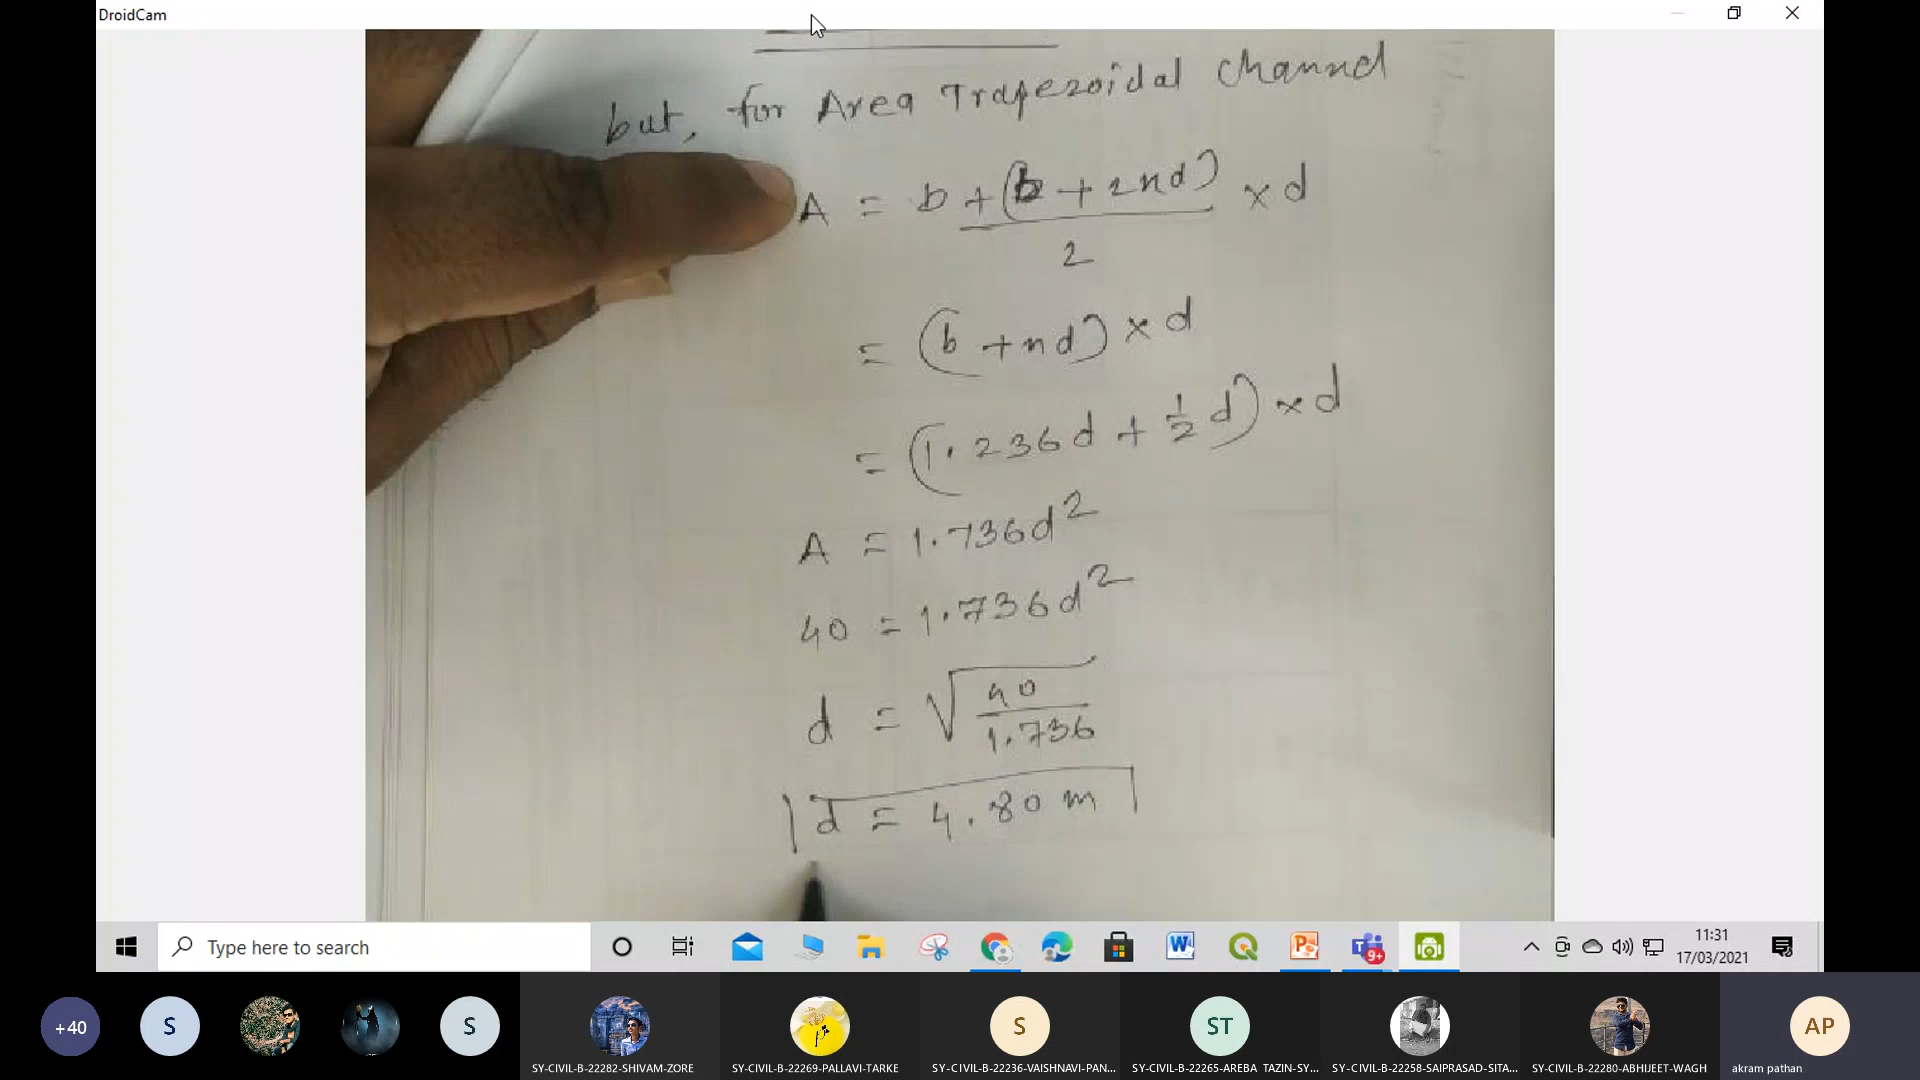 DroidCam
but, for Area Trapezoidal channel
A = b + (b + 2nd) / 2 × d
= (b + nd) × d
= (1.236d + 1/2 d) × d
A = 1.736d²
40 = 1.736d²
d = √(40 / 1.736)
d = 4.80 m
Type here to search
9+
11:31
17/03/2021
+40
S
S
S
ST
AP
SY-CIVIL-B-22282-SHIVAM-ZORE
SY-CIVIL-B-22269-PALLAVI-TARKE
SY-CIVIL-B-22236-VAISHNAVI-PAN...
SY-CIVIL-B-22265-AREBA TAZIN-SY...
SY-CIVIL-B-22258-SAIPRASAD-SITA...
SY-CIVIL-B-22280-ABHIJEET-WAGH
akram pathan